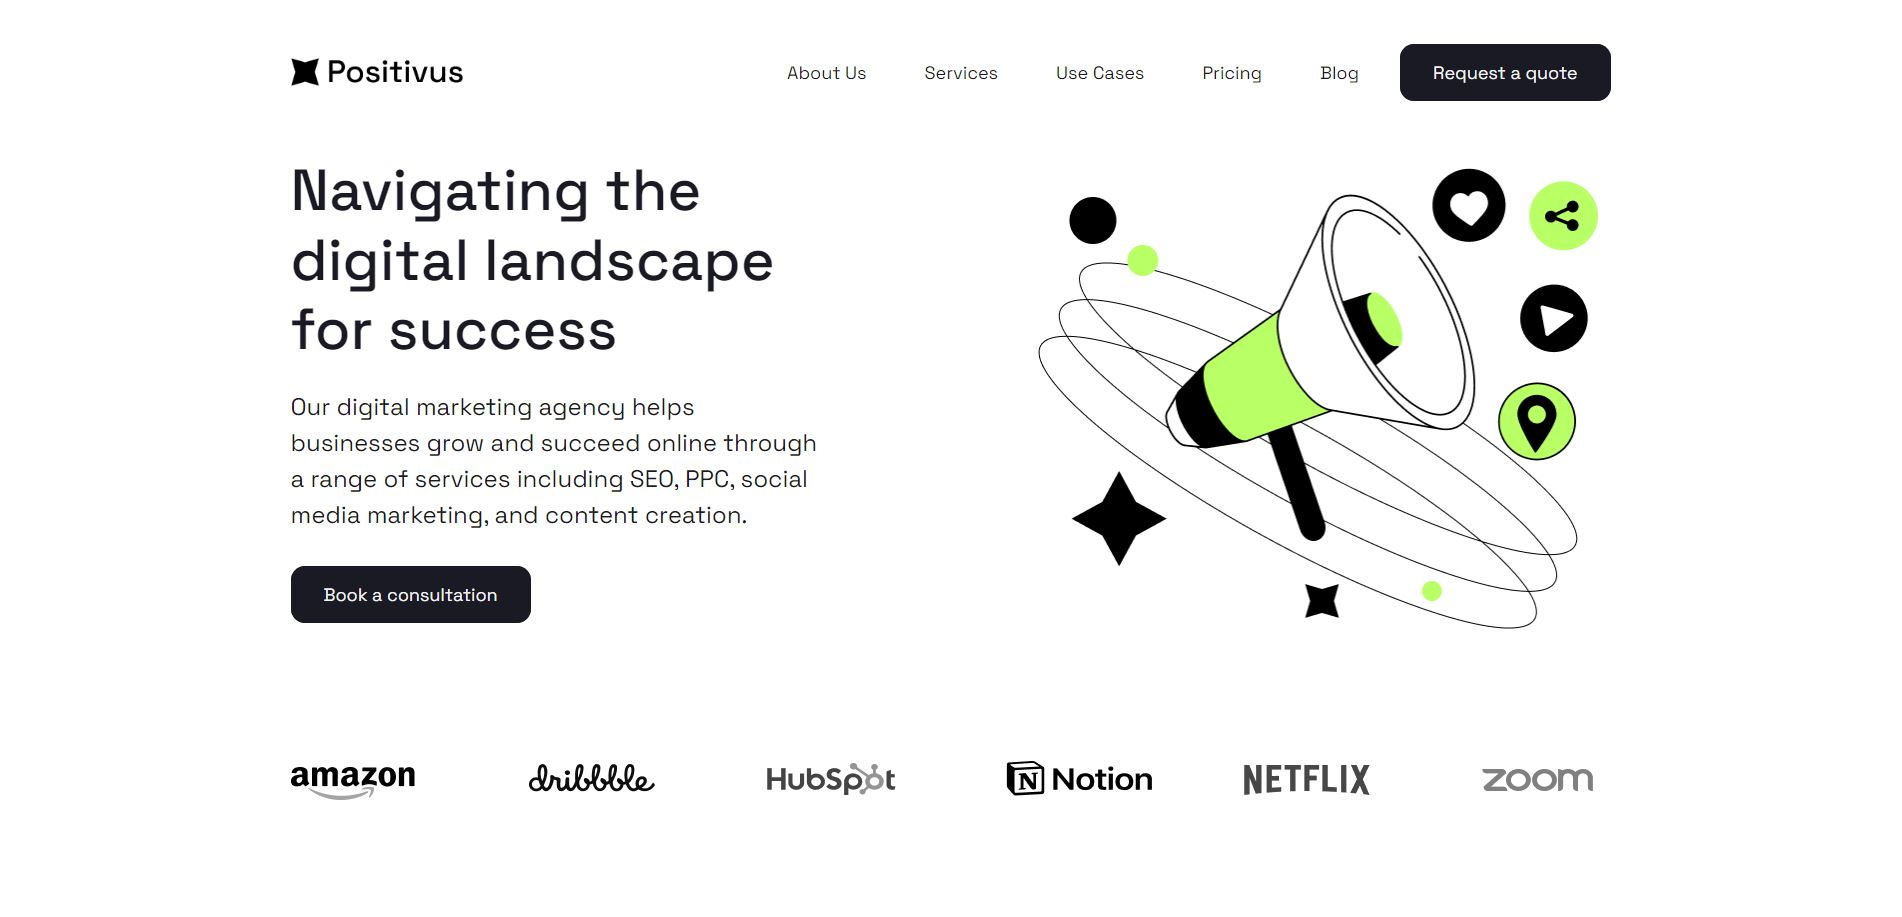 Positivus
About Us
Services
Use Cases
Pricing
Blog
Request a quote
Navigating the
digital landscape
for success
Our digital marketing agency helps
businesses grow and succeed online through
a range of services including SEO, PPC, social
media marketing, and content creation.
Book a consultation
amazon
dribbble
HubSpot
N Notion
NETFLIX
zoom